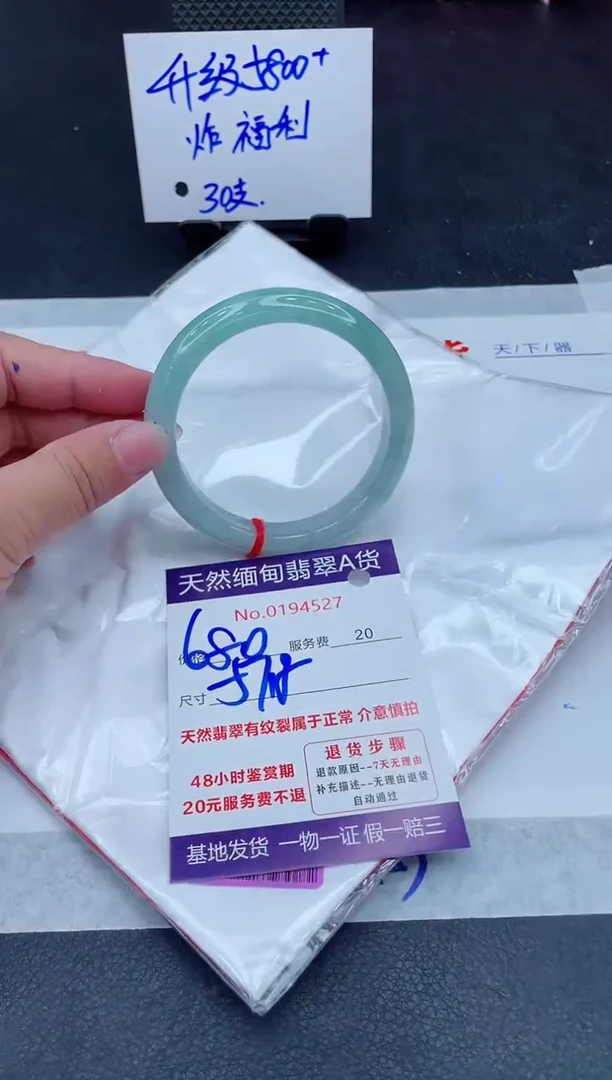 升级5800+
炸福利
30支.
天/下/器
天然缅甸翡翠A货
No.0194527
680
服务费 20
尺寸
天然翡翠有纹裂属于正常 介意慎拍
48小时鉴赏期
20元服务费不退
退货步骤
退款原因--7天无理由
补充描述--无理由退货
自动通过
基地发货 一物一证 假一赔三